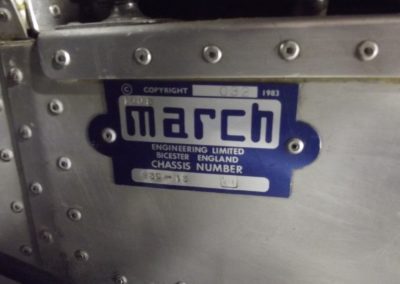 © COPYRIGHT 1983
march
ENGINEERING LIMITED
BICESTER ENGLAND
CHASSIS NUMBER